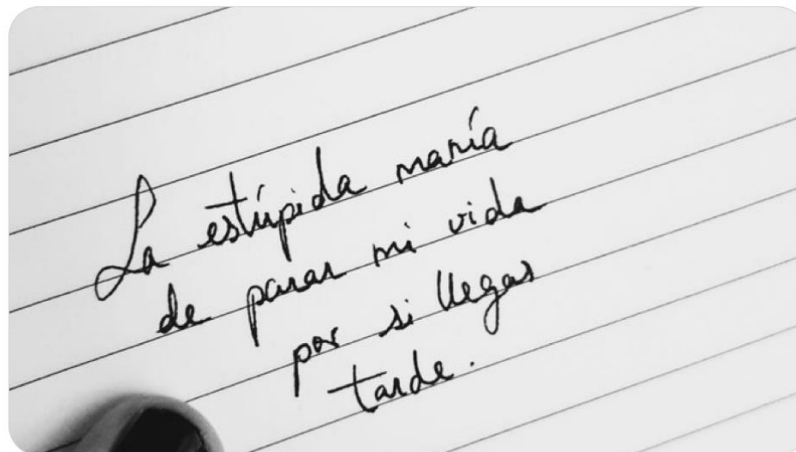 La estúpida manía
de parar mi vida
por si llegas
tarde.